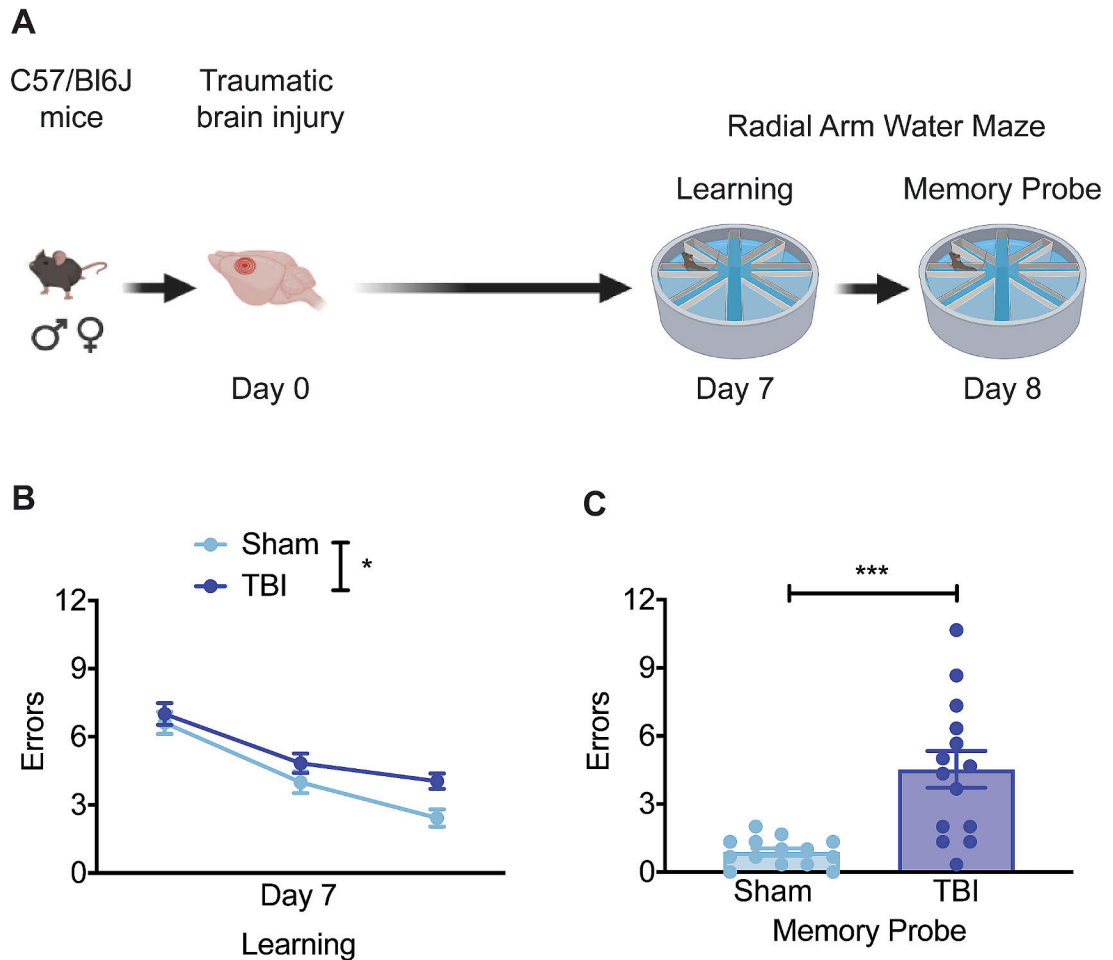 A
C57/Bl6J
mice
Traumatic
brain injury
Radial Arm Water Maze
Learning
Memory Probe
♂♀
Day 0
Day 7
Day 8
B
Sham
TBI
*
12
9
6
3
0
Errors
Day 7
Learning
C
***
12
9
6
3
0
Errors
Sham
TBI
Memory Probe